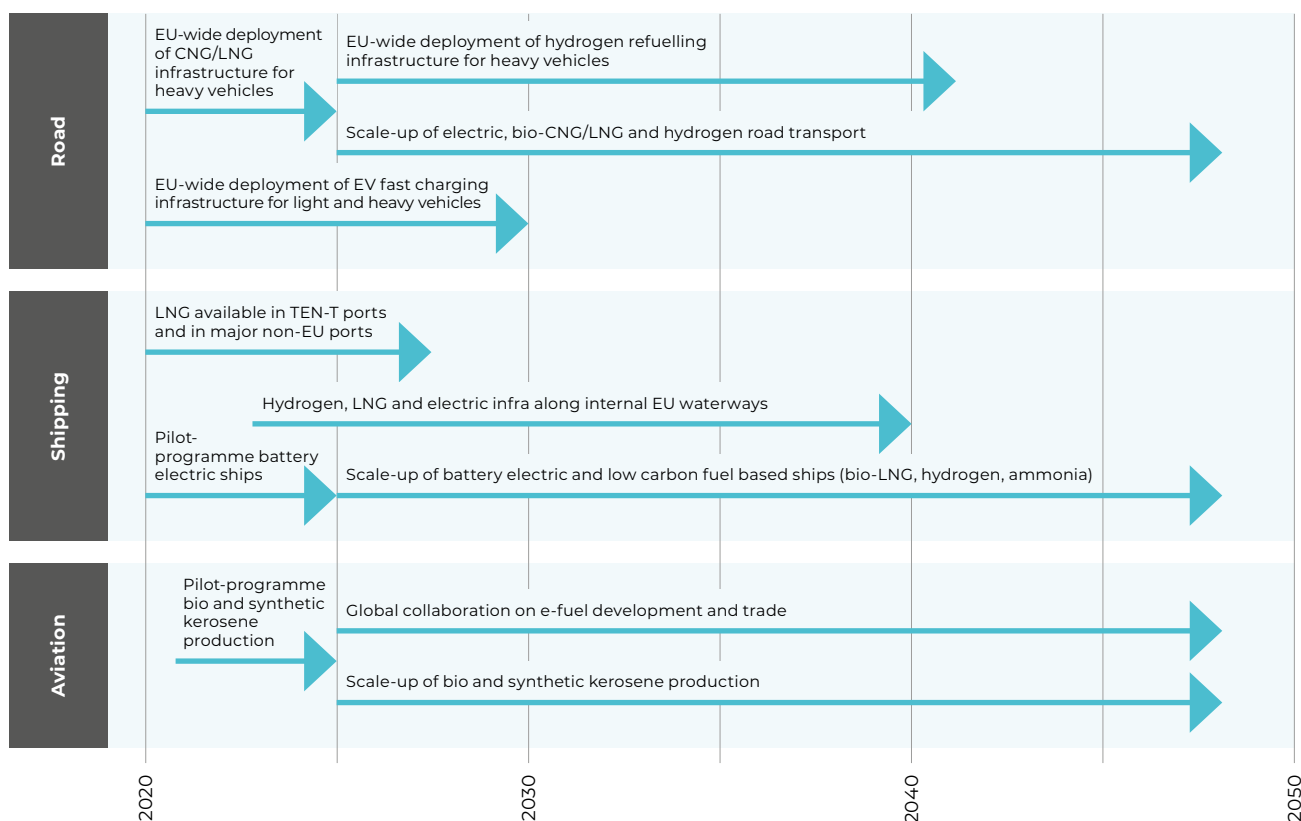 Road
EU-wide deployment
of CNG/LNG
infrastructure for
heavy vehicles
EU-wide deployment of hydrogen refuelling
infrastructure for heavy vehicles
Scale-up of electric, bio-CNG/LNG and hydrogen road transport
EU-wide deployment of EV fast charging
infrastructure for light and heavy vehicles
Shipping
LNG available in TEN-T ports
and in major non-EU ports
Hydrogen, LNG and electric infra along internal EU waterways
Pilot-
programme battery
electric ships
Scale-up of battery electric and low carbon fuel based ships (bio-LNG, hydrogen, ammonia)
Aviation
Pilot-programme
bio and synthetic
kerosene
production
Global collaboration on e-fuel development and trade
Scale-up of bio and synthetic kerosene production
2020
2030
2040
2050